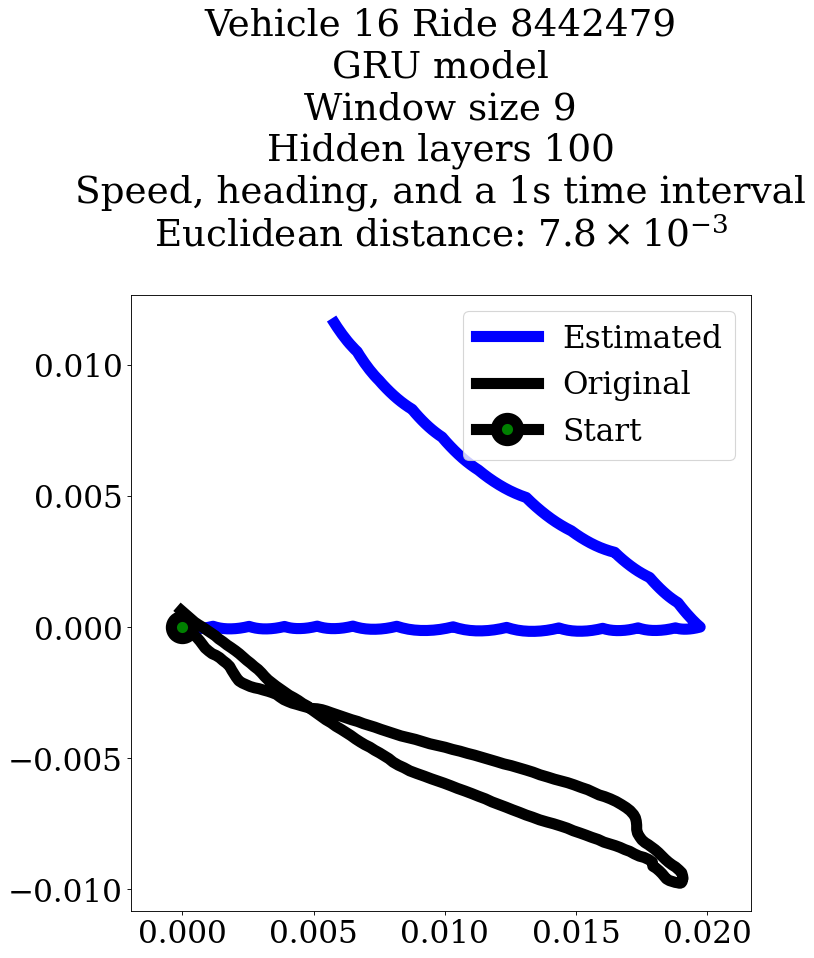 Vehicle 16 Ride 8442479
GRU model
Window size 9
Hidden layers 100
Speed, heading, and a 1s time interval
Euclidean distance: 7.8 × 10⁻³
Estimated
Original
Start
0.010
0.005
0.000
−0.005
−0.010
0.000 0.005 0.010 0.015 0.020